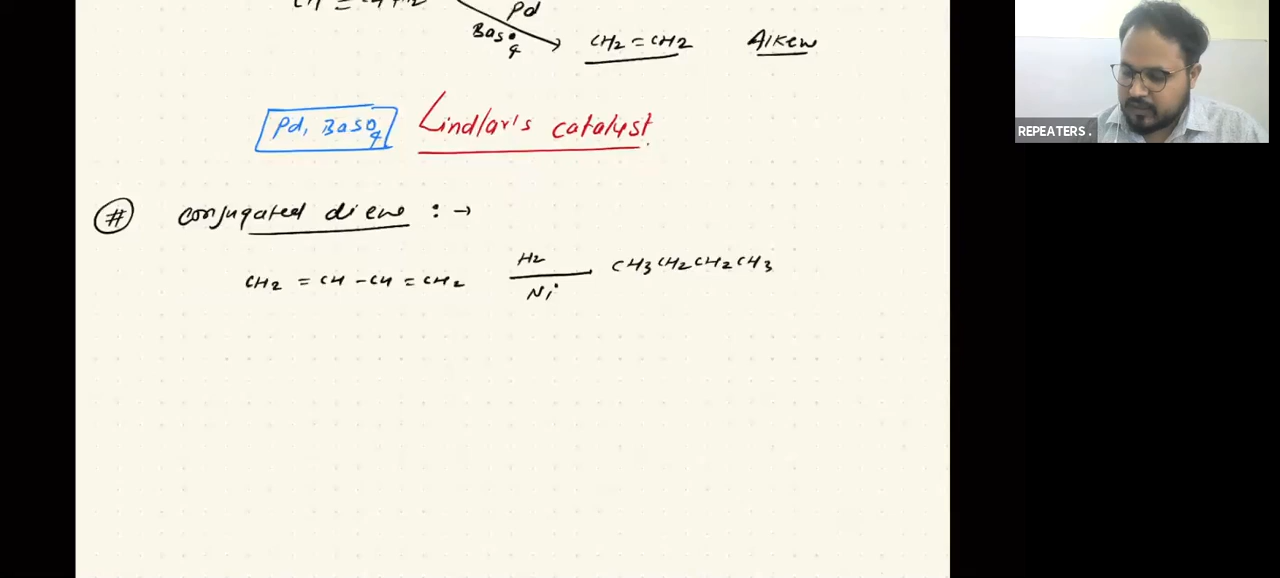 Pd
BaSO4
CH2 = CH2 Alkene
Pd, BaSO4 Lindlar's catalyst
REPEATERS .
# conjugated diene : →
H2
CH2 = CH - CH = CH2 CH3CH2CH2CH3
Ni